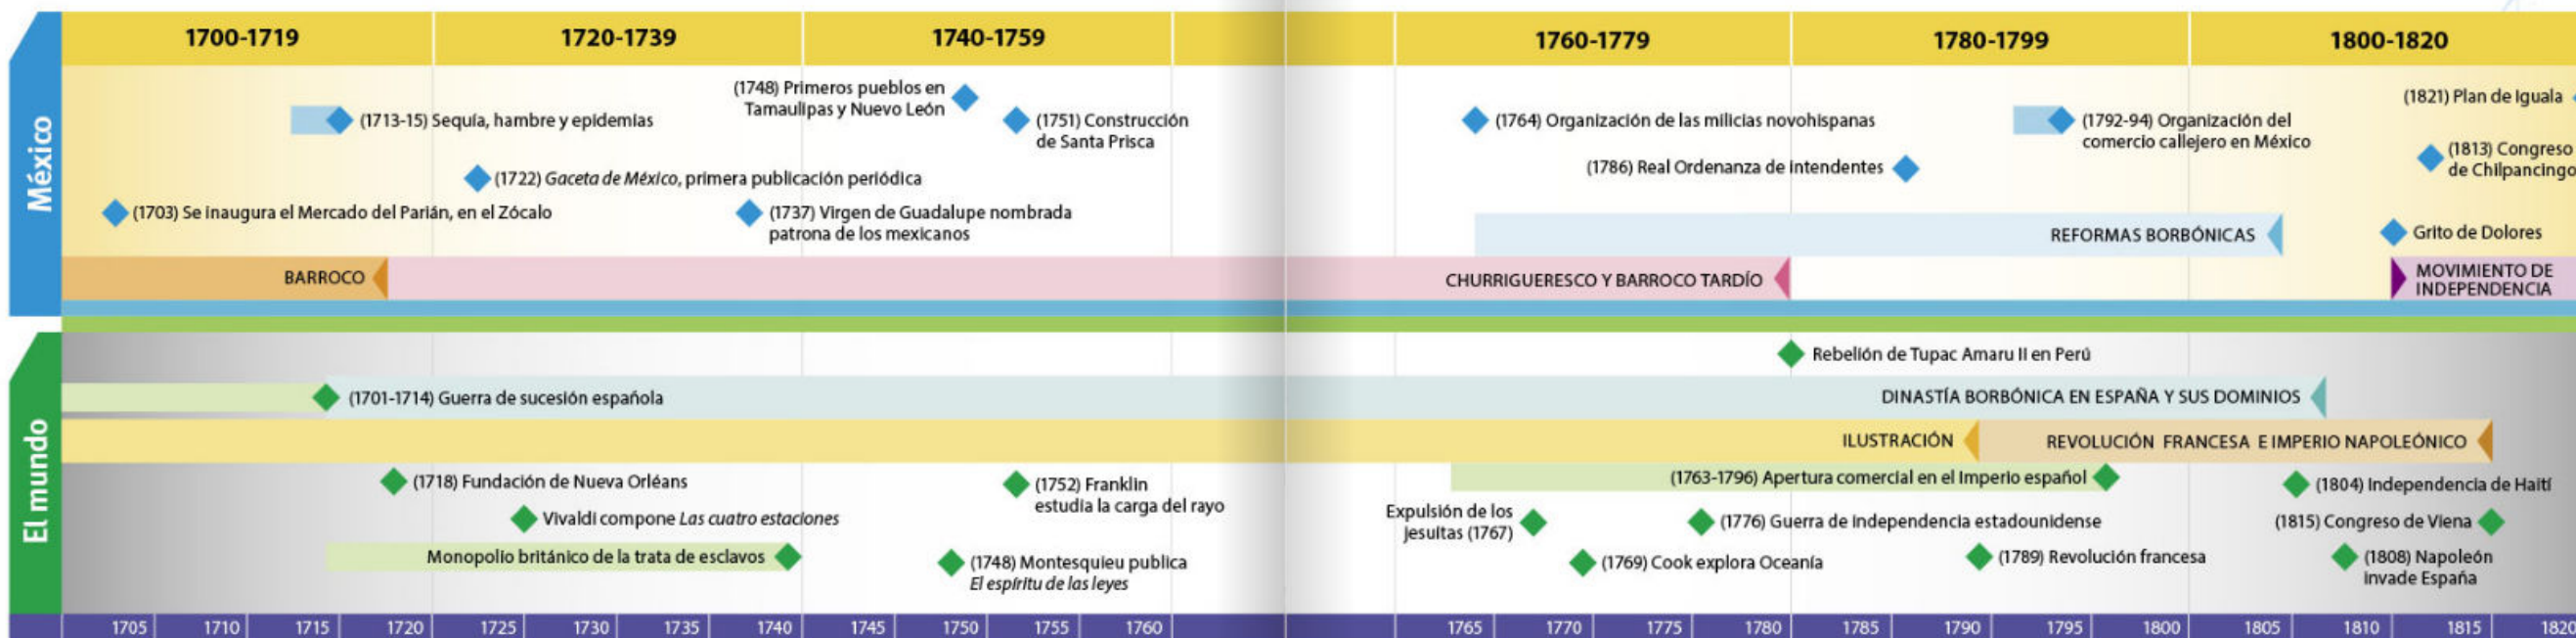 1700-1719
1720-1739
1740-1759
1760-1779
1780-1799
1800-1820
México
(1748) Primeros pueblos en
Tamaulipas y Nuevo León
(1713-15) Sequía, hambre y epidemias
(1751) Construcción
de Santa Prisca
(1722) Gaceta de México, primera publicación periódica
(1703) Se inaugura el Mercado del Parián, en el Zócalo
(1737) Virgen de Guadalupe nombrada
patrona de los mexicanos
(1764) Organización de las milicias novohispanas
(1786) Real Ordenanza de intendentes
(1792-94) Organización del
comercio callejero en México
(1821) Plan de Iguala
(1813) Congreso
de Chilpancingo
REFORMAS BORBÓNICAS
Grito de Dolores
BARROCO
CHURRIGUERESCO Y BARROCO TARDÍO
MOVIMIENTO DE
INDEPENDENCIA
El mundo
Rebelión de Tupac Amaru II en Perú
(1701-1714) Guerra de sucesión española
DINASTÍA BORBÓNICA EN ESPAÑA Y SUS DOMINIOS
ILUSTRACIÓN
REVOLUCIÓN FRANCESA E IMPERIO NAPOLEÓNICO
(1718) Fundación de Nueva Orléans
(1752) Franklin
estudia la carga del rayo
Vivaldi compone Las cuatro estaciones
Monopolio británico de la trata de esclavos
(1748) Montesquieu publica
El espíritu de las leyes
(1763-1796) Apertura comercial en el Imperio español
(1804) Independencia de Haití
Expulsión de los
jesuitas (1767)
(1776) Guerra de independencia estadounidense
(1815) Congreso de Viena
(1769) Cook explora Oceanía
(1789) Revolución francesa
(1808) Napoleón
invade España
1705
1710
1715
1720
1725
1730
1735
1740
1745
1750
1755
1760
1765
1770
1775
1780
1785
1790
1795
1800
1805
1810
1815
1820